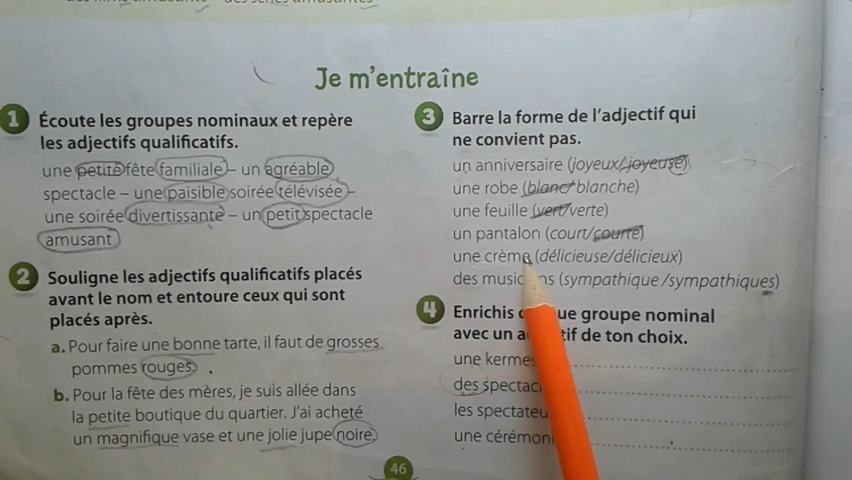 Je m'entraîne
1 Écoute les groupes nominaux et repère
les adjectifs qualificatifs.
une petite fête familiale – un agréable
spectacle – une paisible soirée télévisée –
une soirée divertissante – un petit spectacle
amusant
2 Souligne les adjectifs qualificatifs placés
avant le nom et entoure ceux qui sont
placés après.
a. Pour faire une bonne tarte, il faut de grosses
pommes rouges.
b. Pour la fête des mères, je suis allée dans
la petite boutique du quartier. J'ai acheté
un magnifique vase et une jolie jupe noire.
3 Barre la forme de l'adjectif qui
ne convient pas.
un anniversaire (joyeux/joyeuse)
une robe (blanc/blanche)
une feuille (vert/verte)
un pantalon (court/courte)
une crème (délicieuse/délicieux)
des (sympathique/sympathiques)
4 Enrichis groupe nominal
avec un de ton choix.
une
des
les
une
46